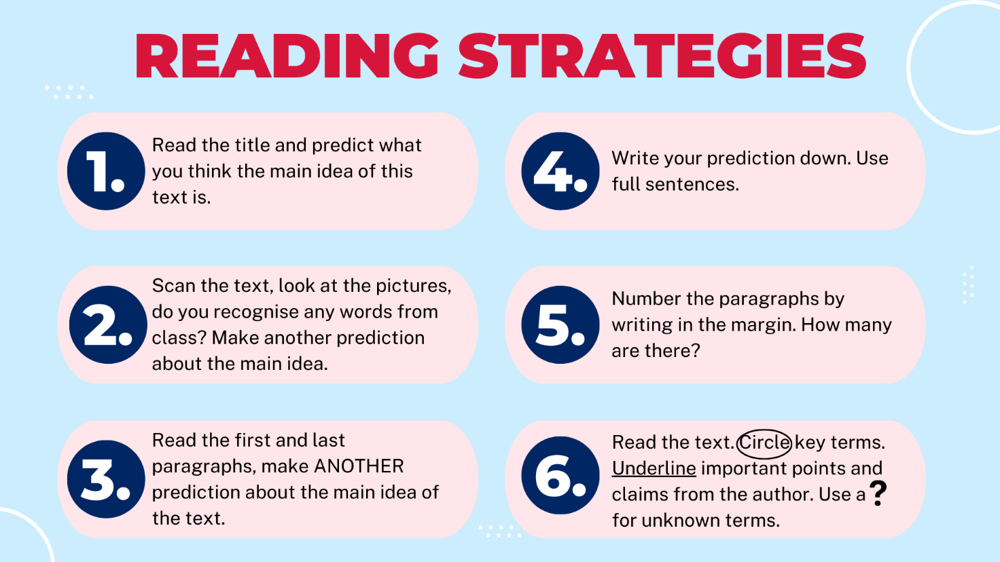 READING STRATEGIES
1.
Read the title and predict what
you think the main idea of this
text is.
2.
Scan the text, look at the pictures,
do you recognise any words from
class? Make another prediction
about the main idea.
3.
Read the first and last
paragraphs, make ANOTHER
prediction about the main idea of
the text.
4.
Write your prediction down. Use
full sentences.
5.
Number the paragraphs by
writing in the margin. How many
are there?
6.
Read the text. Circle key terms.
Underline important points and
claims from the author. Use a ?
for unknown terms.